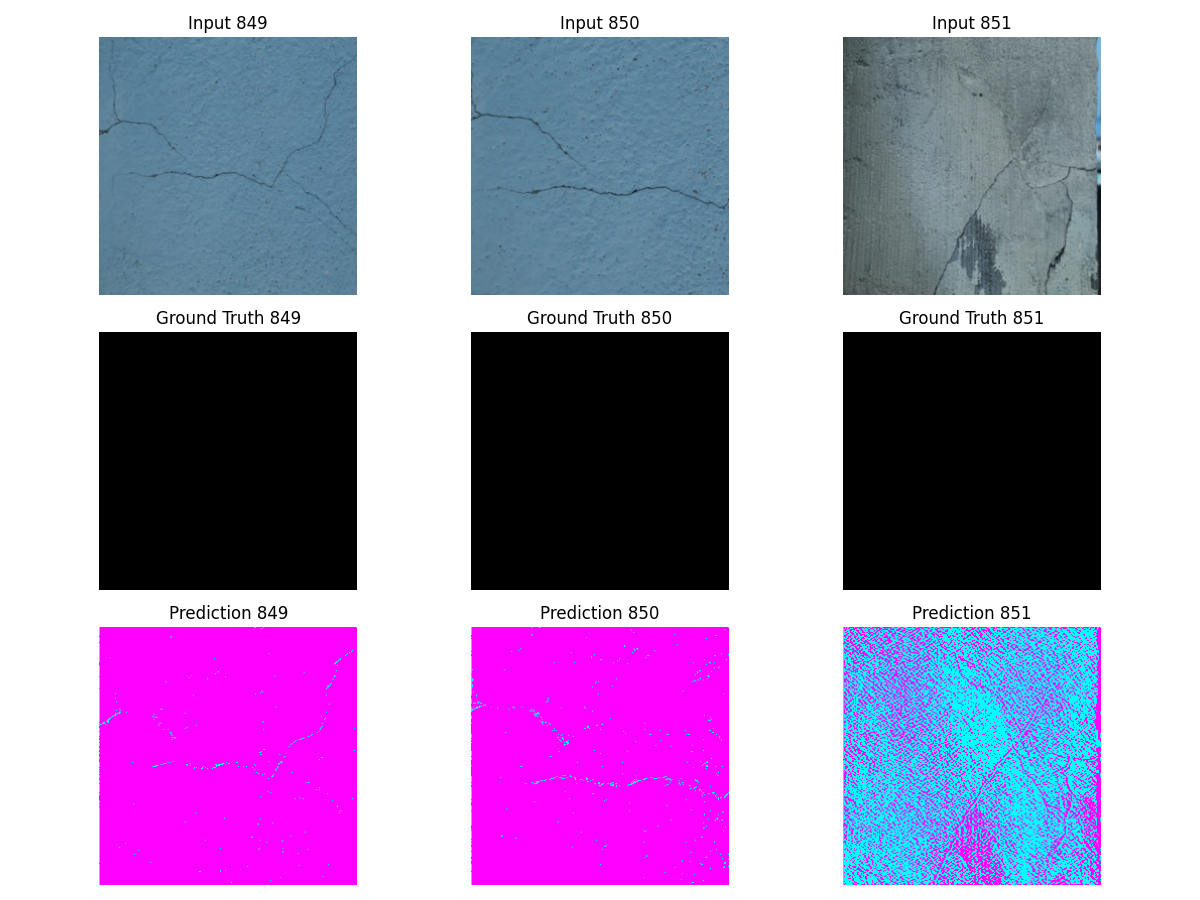 Input 849
Input 850
Input 851
Ground Truth 849
Ground Truth 850
Ground Truth 851
Prediction 849
Prediction 850
Prediction 851